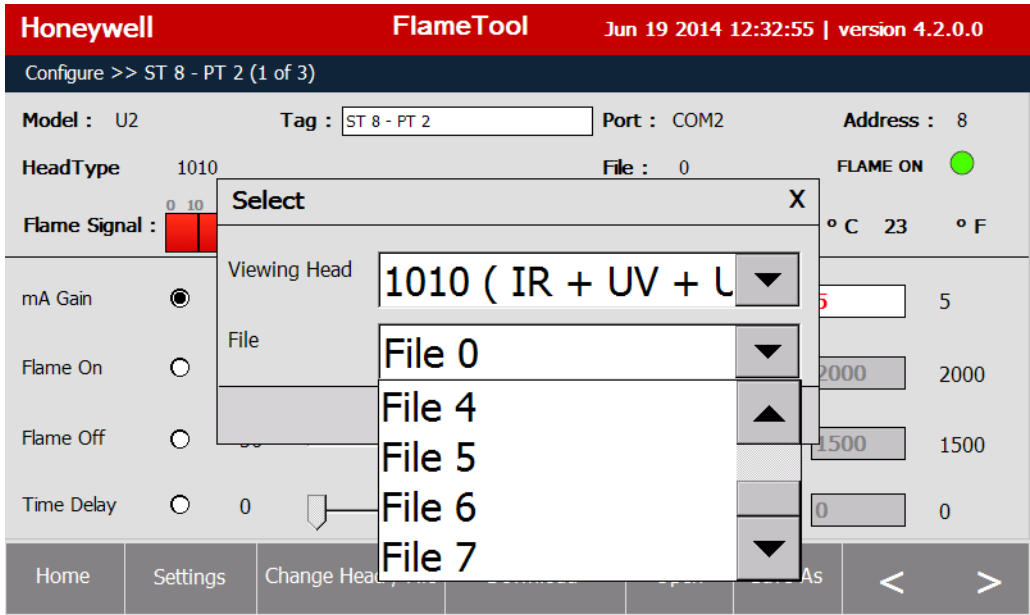 Honeywell FlameTool Jun 19 2014 12:32:55 | version 4.2.0.0
Configure >> ST 8 - PT 2 (1 of 3)
Model : U2 Tag : ST 8 - PT 2 Port : COM2 Address : 8
HeadType 1010 File : 0 FLAME ON
0 10
Flame Signal : º C 23 º F
Select X
Viewing Head 1010 ( IR + UV + U
File File 0
File 4
File 5
File 6
File 7
mA Gain 5 5
Flame On 2000 2000
Flame Off 1500 1500
Time Delay 0 0 0
Home Settings Change Head As < >